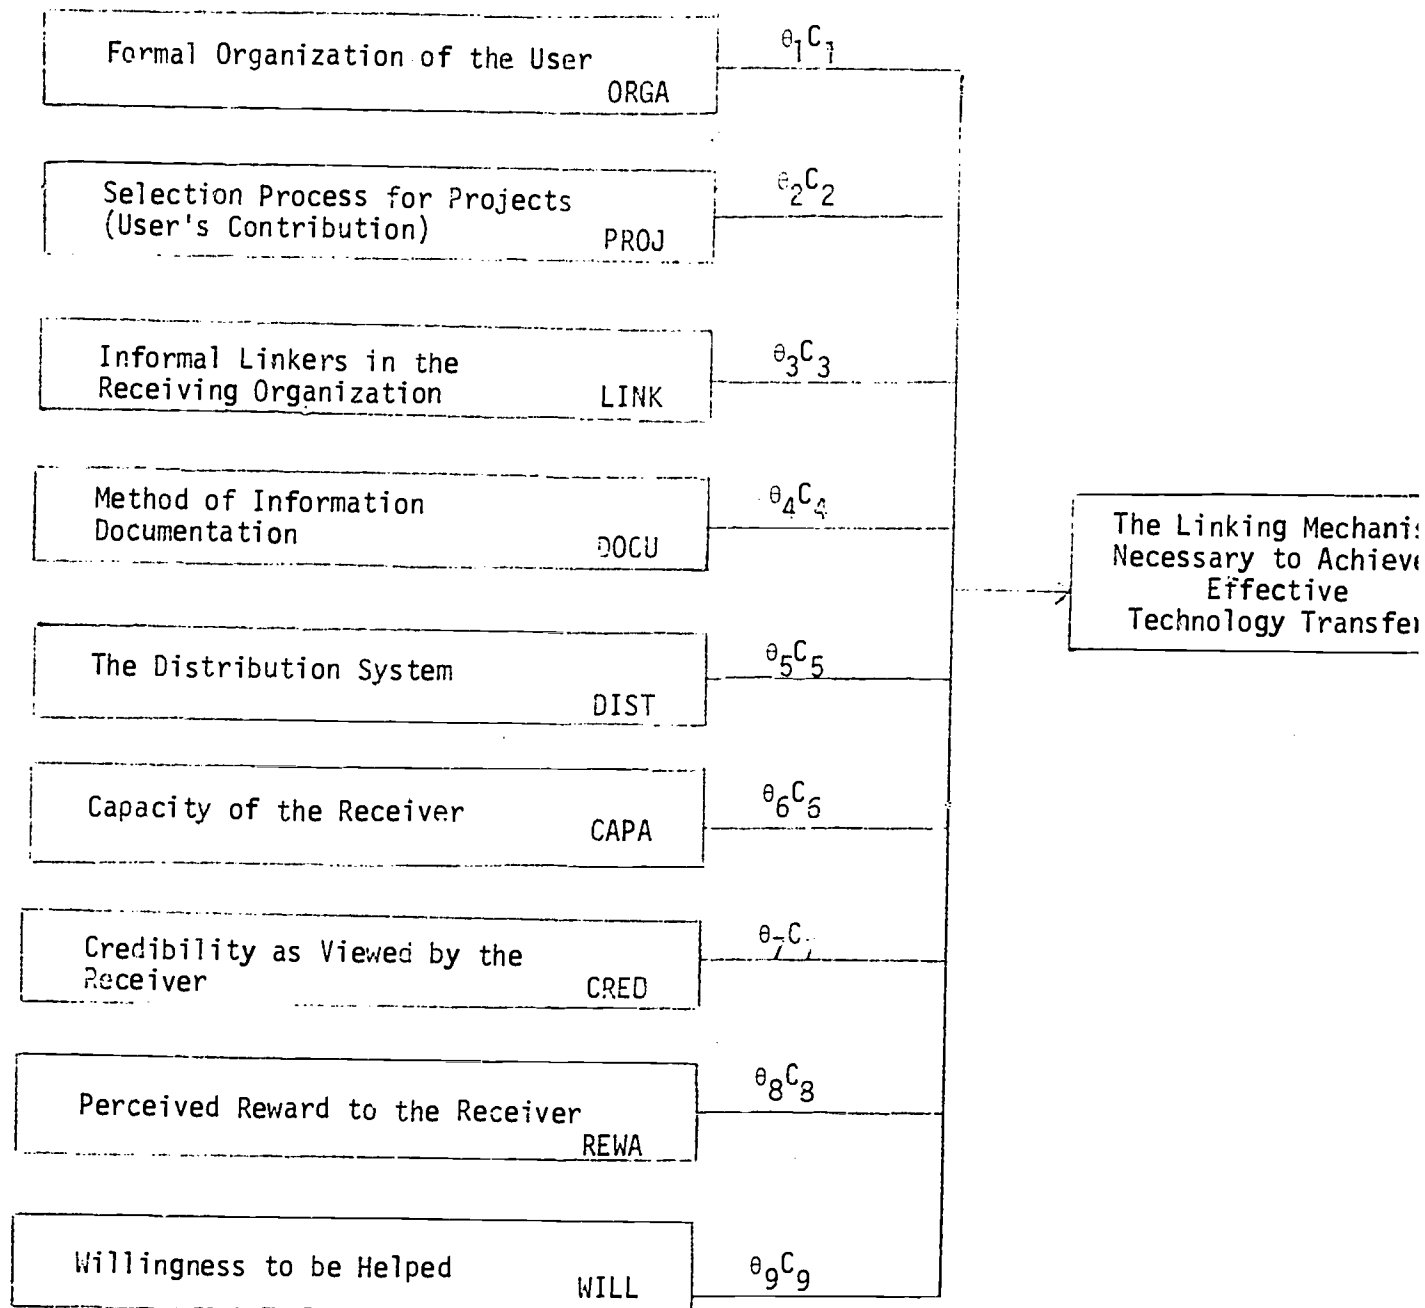 Formal Organization of the User
ORGA
θ1C1
Selection Process for Projects
(User's Contribution)
PROJ
θ2C2
Informal Linkers in the
Receiving Organization
LINK
θ3C3
Method of Information
Documentation
DOCU
θ4C4
The Linking Mechanis
Necessary to Achieve
Effective
Technology Transfer
The Distribution System
DIST
θ5C5
Capacity of the Receiver
CAPA
θ6C6
Credibility as Viewed by the
Receiver
CRED
θ7C
Perceived Reward to the Receiver
REWA
θ8C8
Willingness to be Helped
WILL
θ9C9